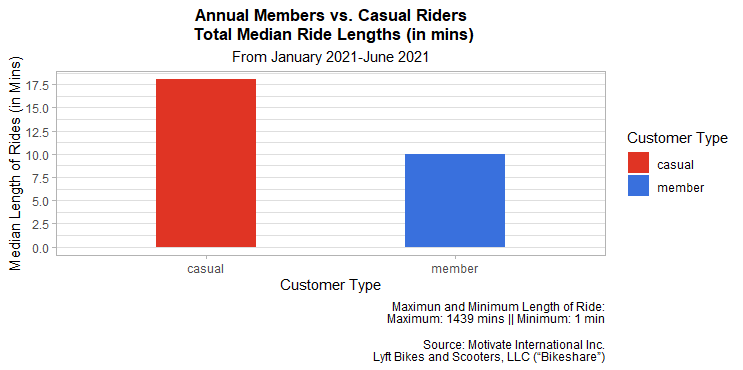 Annual Members vs. Casual Riders
Total Median Ride Lengths (in mins)
From January 2021-June 2021
Median Length of Rides (in Mins)
17.5
15.0
12.5
10.0
7.5
5.0
2.5
0.0
casual
member
Customer Type
Customer Type
casual
member
Maximun and Minimum Length of Ride:
Maximum: 1439 mins || Minimum: 1 min
Source: Motivate International Inc.
Lyft Bikes and Scooters, LLC (“Bikeshare”)